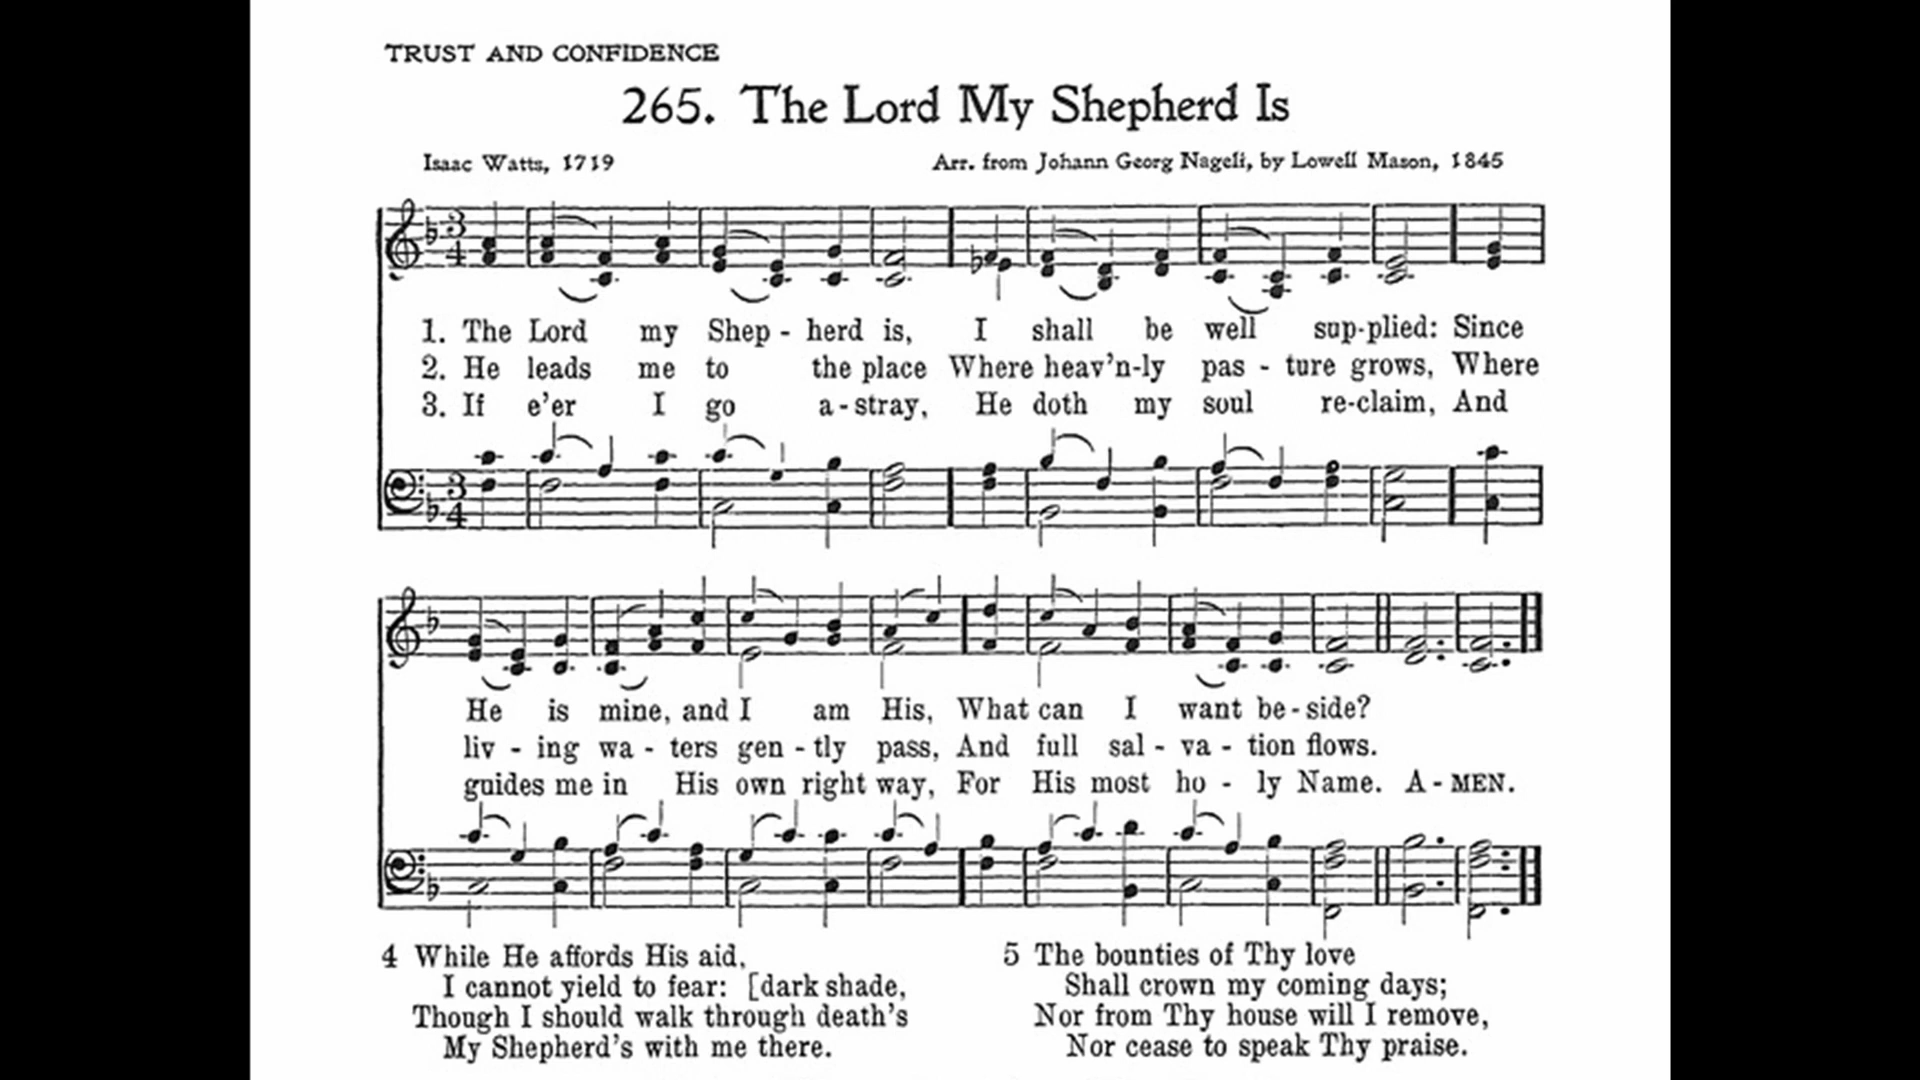 TRUST AND CONFIDENCE
265. The Lord My Shepherd Is
Isaac Watts, 1719 Arr. from Johann Georg Nageli, by Lowell Mason, 1845
3
4
1. The Lord my Shep - herd is, I shall be well sup-plied: Since
2. He leads me to the place Where heav'n-ly pas - ture grows, Where
3. If e'er I go a - stray, He doth my soul re-claim, And
3
4
He is mine, and I am His, What can I want be - side?
liv - ing wa - ters gen - tly pass, And full sal - va - tion flows.
guides me in His own right way, For His most ho - ly Name. A - MEN.
4 While He affords His aid,
I cannot yield to fear: [dark shade,
Though I should walk through death's
My Shepherd's with me there.
5 The bounties of Thy love
Shall crown my coming days;
Nor from Thy house will I remove,
Nor cease to speak Thy praise.